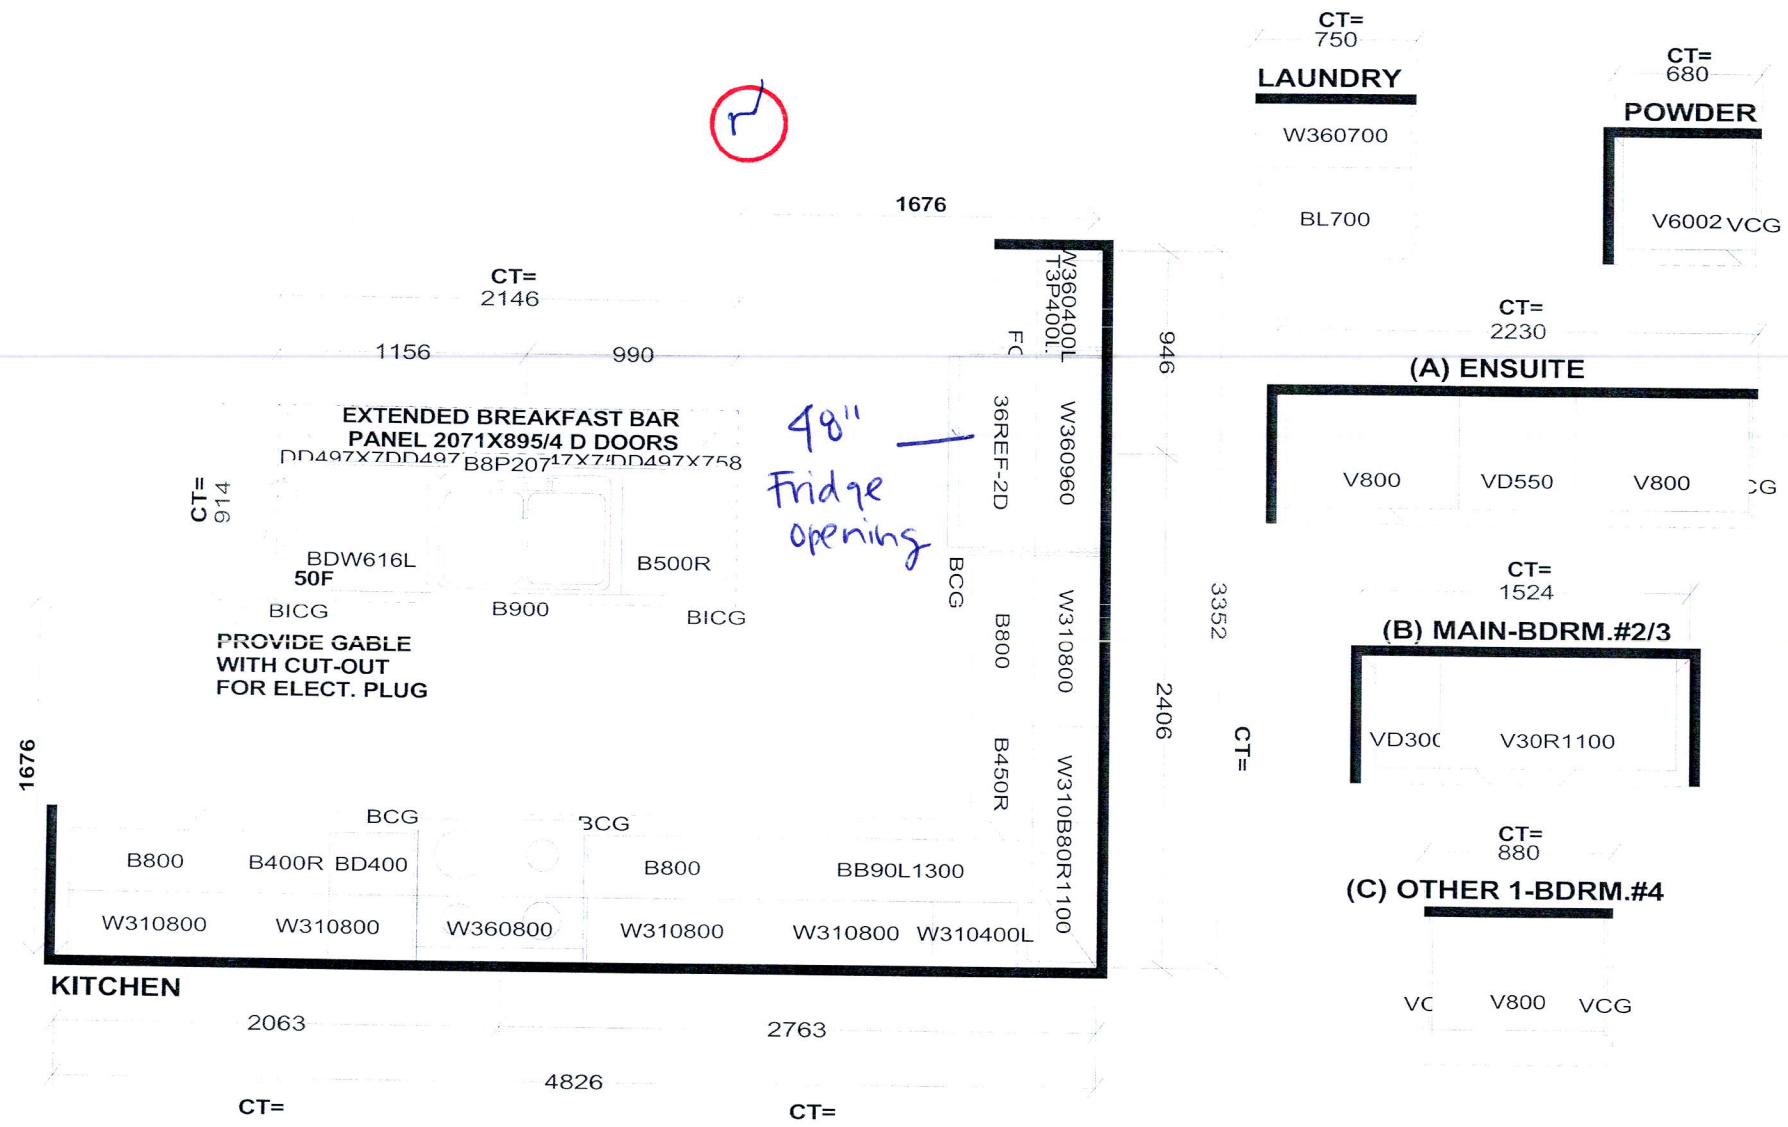 CT=
750
LAUNDRY
W360700
BL700
CT=
680
POWDER
V6002 VCG
1676
CT=
2146
1156 990
EXTENDED BREAKFAST BAR
PANEL 2071X895/4 D DOORS
B8P207
DD497X758
CT=
914
BDW616L
50F
B500R
BICG
B900
BICG
PROVIDE GABLE
WITH CUT-OUT
FOR ELECT. PLUG
48"
Fridge
opening
W360400L
T3P400L
36REF-2D
W360960
BCG
B800
W310800
B450R
W310B80R1100
946
2406
3352
CT=
1676
BCG
BCG
B800 B400R BD400 B800 BB90L1300
W310800 W310800 W360800 W310800 W310800 W310400L
KITCHEN
2063 2763
4826
CT= CT=
CT=
2230
(A) ENSUITE
V800 VD550 V800
CT=
1524
(B) MAIN-BDRM.#2/3
V30R1100
CT=
880
(C) OTHER 1-BDRM.#4
V800 VCG